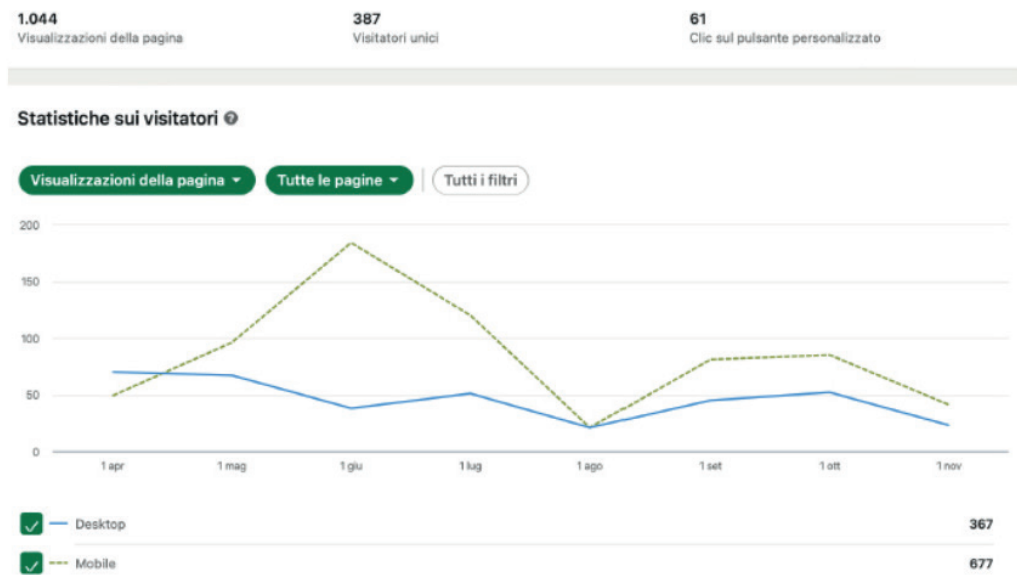 1.044 387 61
Visualizzazioni della pagina Visitatori unici Clic sul pulsante personalizzato
Statistiche sui visitatori ?
Visualizzazioni della pagina Tutte le pagine Tutti i filtri
200
150
100
50
0
1 apr 1 mag 1 giu 1 lug 1 ago 1 set 1 ott 1 nov
Desktop 367
Mobile 677